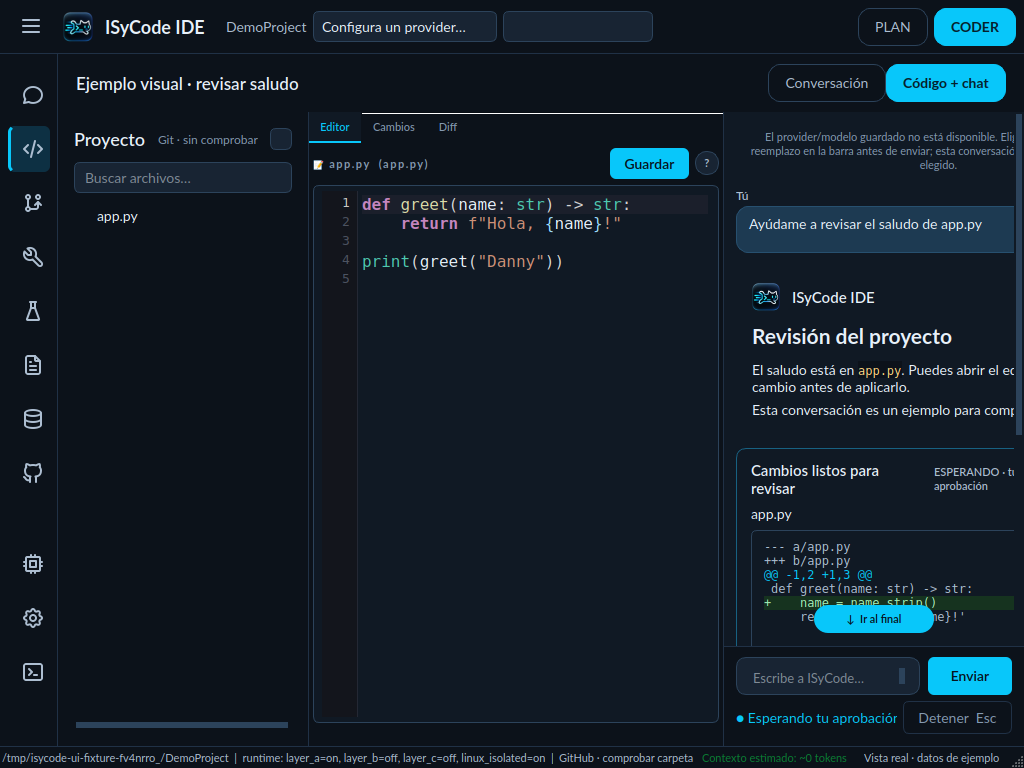 ISyCode IDE
DemoProject
Configura un provider...
PLAN
CODER
Ejemplo visual · revisar saludo
Conversación
Código + chat
Proyecto
Git · sin comprobar
Buscar archivos...
app.py
Editor
Cambios
Diff
app.py (app.py)
Guardar
?
1 def greet(name: str) -> str:
2     return f"Hola, {name}!"
3
4 print(greet("Danny"))
5
El provider/modelo guardado no está disponible.
reemplazo en la barra antes de enviar; esta
elegido.
Tú
Ayúdame a revisar el saludo de app.py
ISyCode IDE
Revisión del proyecto
El saludo está en app.py. Puedes abrir el
cambio antes de aplicarlo.
Esta conversación es un ejemplo para
Cambios listos para
revisar
ESPERANDO ·
aprobación
app.py
--- a/app.py
+++ b/app.py
@@ -1,2 +1,3 @@
def greet(name: str) -> str:
+    name = name.strip()
↓ Ir al final
Escribe a ISyCode...
Enviar
● Esperando tu aprobación
Detener Esc
/tmp/isycode-ui-fixture-fv4nrro_/DemoProject | runtime: layer_a=on, layer_b=off, layer_c=off, linux_isolated=on | GitHub · comprobar carpeta
Contexto estimado: ~0 tokens
Vista real · datos de ejemplo